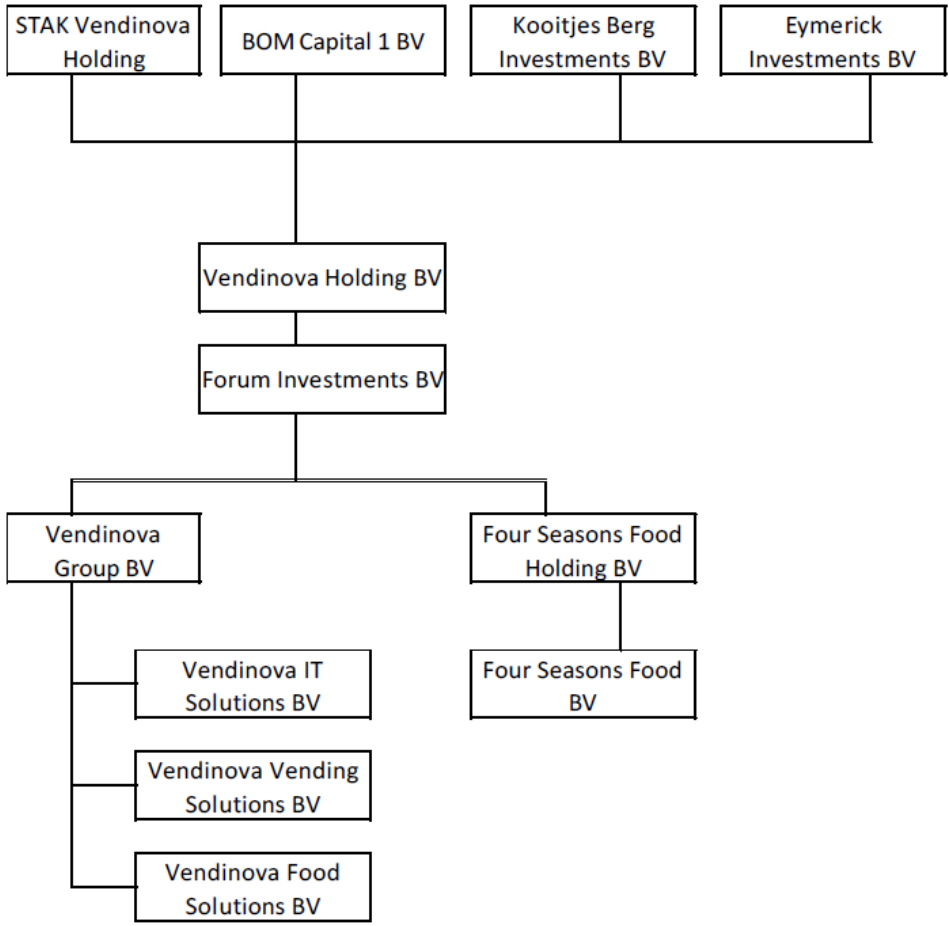 STAK Vendinova
Holding
BOM Capital 1 BV
Kooitjes Berg
Investments BV
Eymerick
Investments BV
Vendinova Holding BV
Forum Investments BV
Vendinova
Group BV
Four Seasons Food
Holding BV
Vendinova IT
Solutions BV
Four Seasons Food
BV
Vendinova Vending
Solutions BV
Vendinova Food
Solutions BV